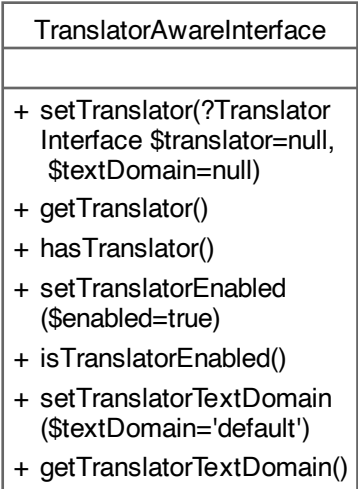 TranslatorAwareInterface
+ setTranslator(?Translator
Interface $translator=null,
$textDomain=null)
+ getTranslator()
+ hasTranslator()
+ setTranslatorEnabled
($enabled=true)
+ isTranslatorEnabled()
+ setTranslatorTextDomain
($textDomain='default')
+ getTranslatorTextDomain()